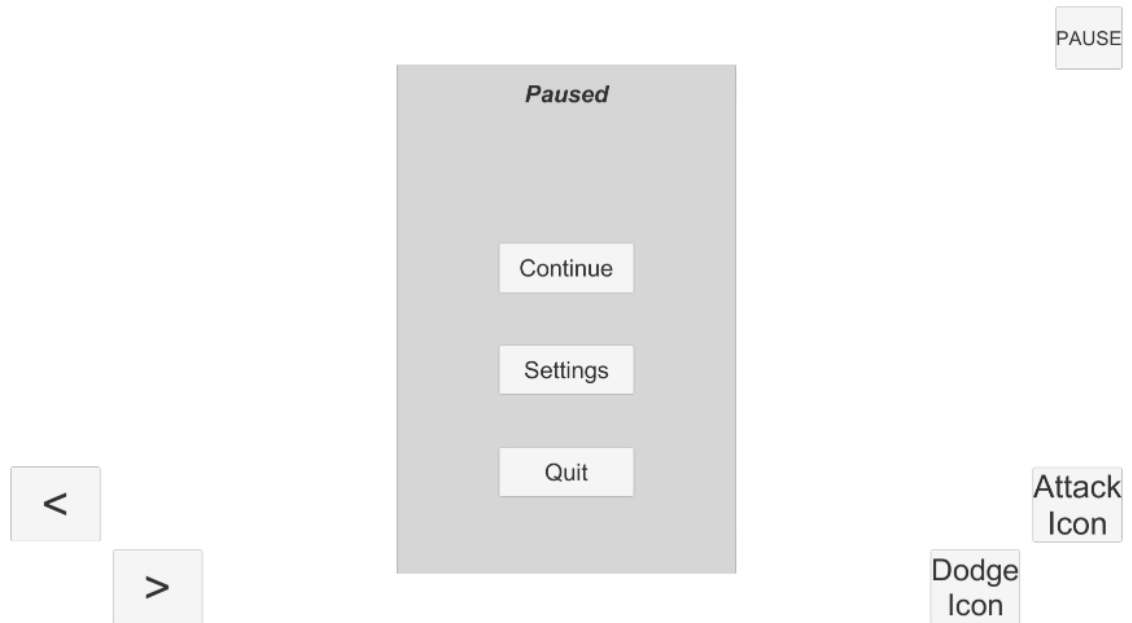 PAUSE
Paused
Continue
Settings
Quit
<
>
Attack
Icon
Dodge
Icon